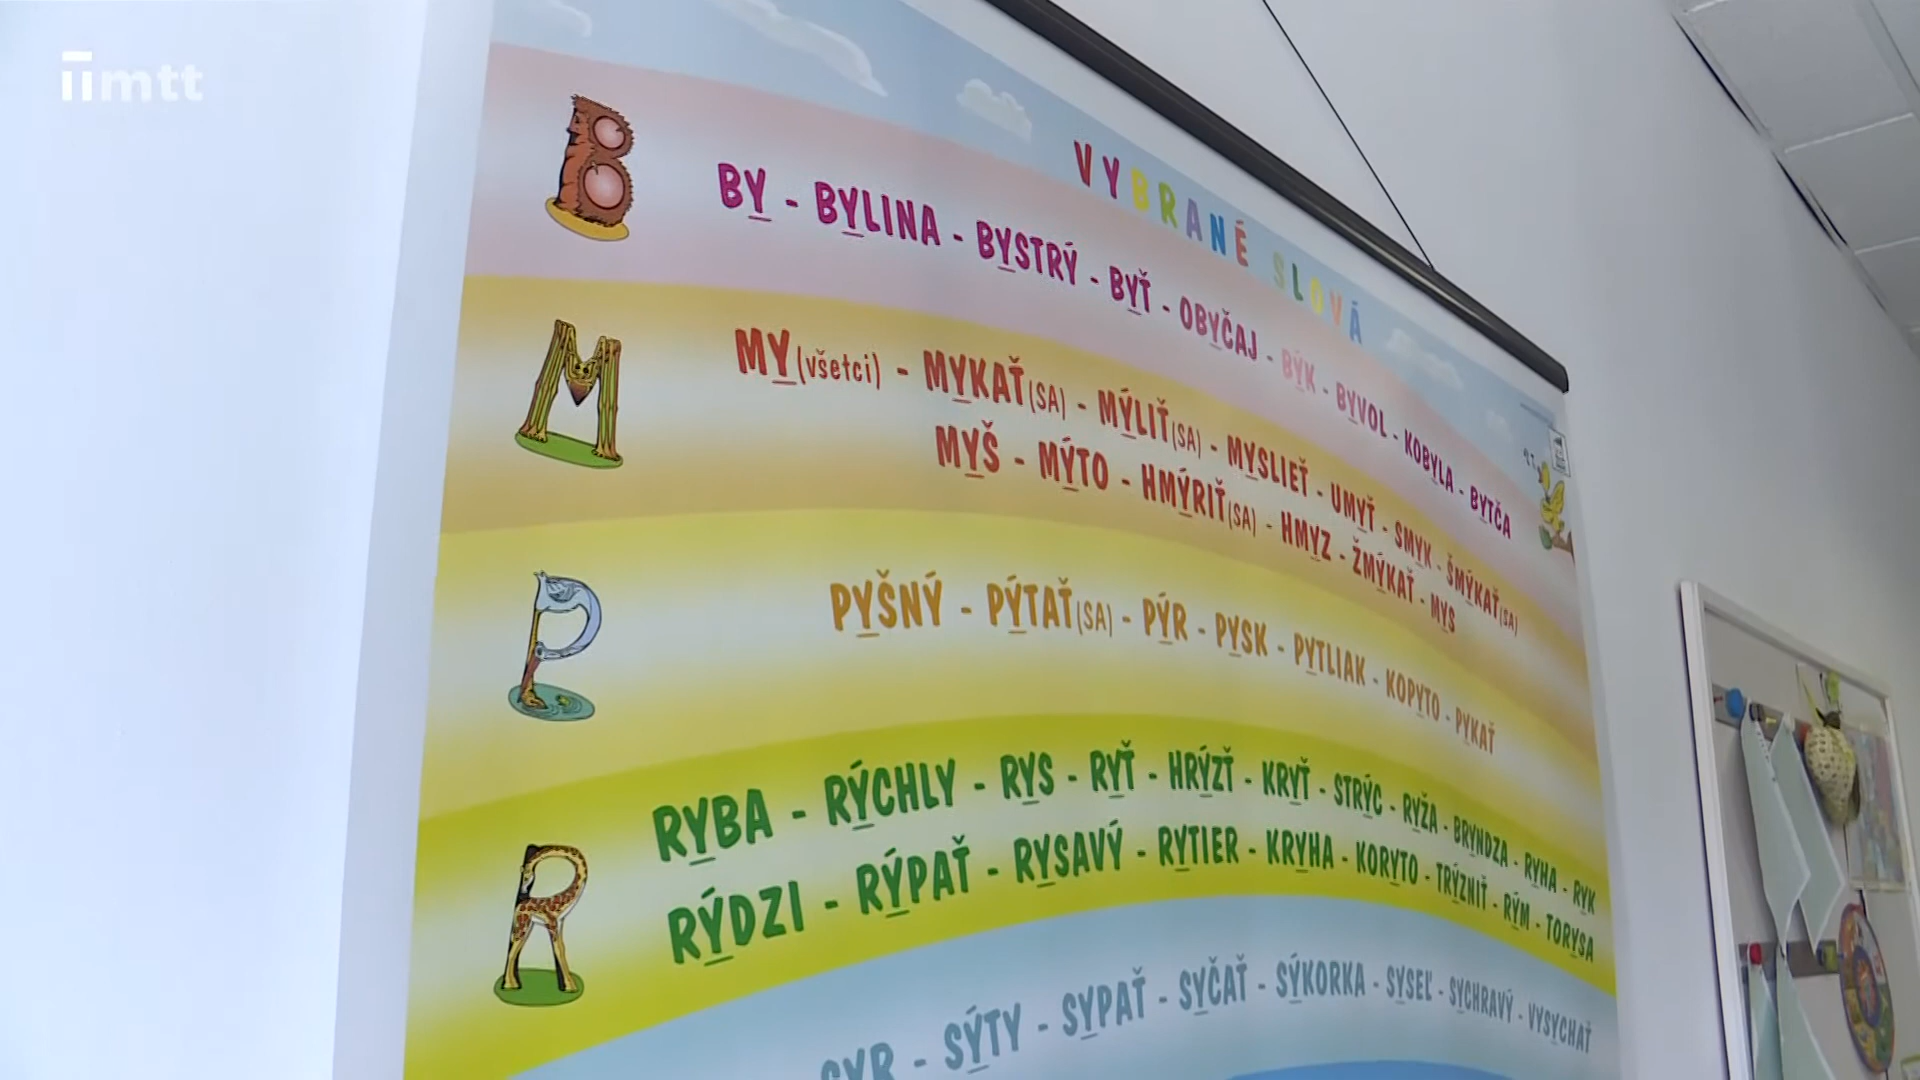 mtt
VYBRANÉ SLOVÁ
B
BY - BYLINA - BYSTRÝ - BYŤ - OBYČAJ - BÝK - BYVOL - KOBYLA - BYTČA
M
MY (všetci) - MYKAŤ (SA) - MÝLIŤ (SA) - MYSLIEŤ - UMYŤ - SMYK - ŠMÝKAŤ (SA)
MYŠ - MÝTO - HMÝRIŤ (SA) - HMYZ - ŽMÝKAŤ - MYS
P
PYŠNÝ - PÝTAŤ (SA) - PÝR - PYSK - PYTLIAK - KOPYTO - PYKAŤ
R
RYBA - RÝCHLY - RYS - RYŤ - HRÝZŤ - KRYŤ - STRÝC - RYŽA - BRYNDZA - RYHA - RYK
RÝDZI - RÝPAŤ - RYSAVÝ - RYTIER - KRYHA - KORYTO - TRÝZNIŤ - RÝM - TORYSA
SYR - SÝTY - SYPAŤ - SYČAŤ - SÝKORKA - SYSEĽ - SYCHRAVÝ - VYSYCHAŤ